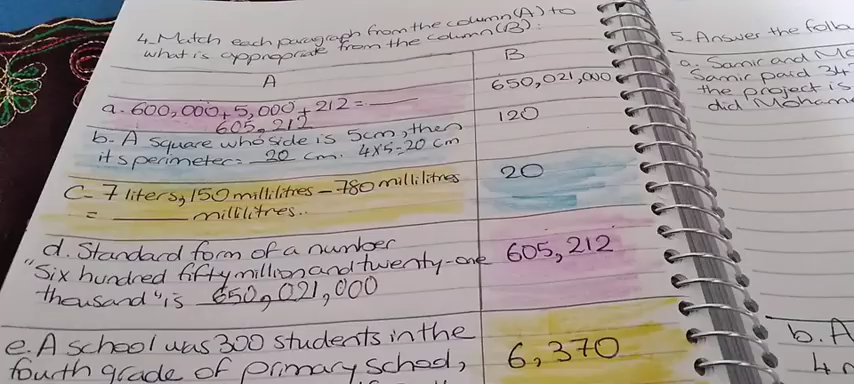 4. Match each paragraph from the column (A) to
what is appropriate from the column (B):
A
B
a. 600,000 + 5,000 + 212 = ____
605,212
650,021,000
b. A square who side is 5cm, then
its perimeter = 20 cm. 4x5=20 cm
120
C- 7 liters, 150 millilitres - 780 millilitres
= ____ millilitres..
20
d. Standard form of a number
"Six hundred fifty million and twenty-one
thousand" is 650,021,000
605,212
e. A school was 300 students in the
fourth grade of primary school,
6,370
5. Answer the follo
a. Samir and Mo
Samir paid 34
the project is
did Moham
b. A
4